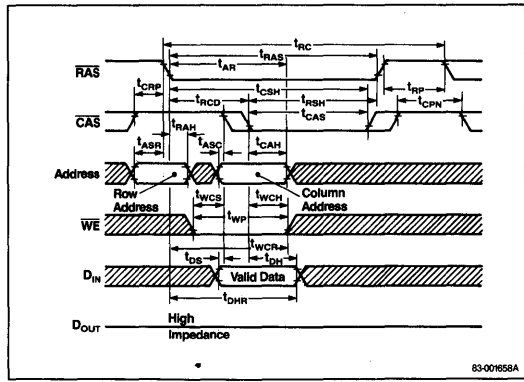 tRC
tRAS
tAR
RAS
tCRP
tCSH
tRP
tRCD
tRSH
tCPN
CAS
tCAS
tRAH
tASR
tASC
tCAH
Address
Row
Address
Column
Address
tWCS
tWCH
tWP
WE
tWCR
tDS
tDH
DIN
Valid Data
tDHR
High
Impedance
DOUT
83-001658A